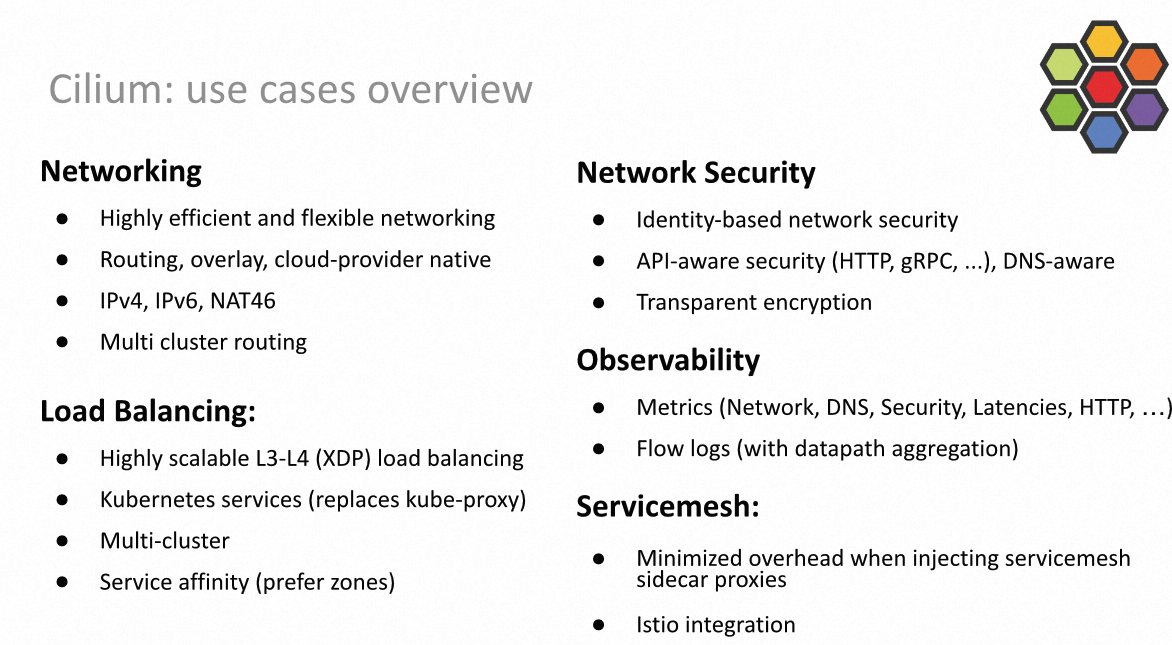 Cilium: use cases overview
Networking
● Highly efficient and flexible networking
● Routing, overlay, cloud-provider native
● IPv4, IPv6, NAT46
● Multi cluster routing
Load Balancing:
● Highly scalable L3-L4 (XDP) load balancing
● Kubernetes services (replaces kube-proxy)
● Multi-cluster
● Service affinity (prefer zones)
Network Security
● Identity-based network security
● API-aware security (HTTP, gRPC, ...), DNS-aware
● Transparent encryption
Observability
● Metrics (Network, DNS, Security, Latencies, HTTP, ...)
● Flow logs (with datapath aggregation)
Servicemesh:
● Minimized overhead when injecting servicemesh
sidecar proxies
● Istio integration